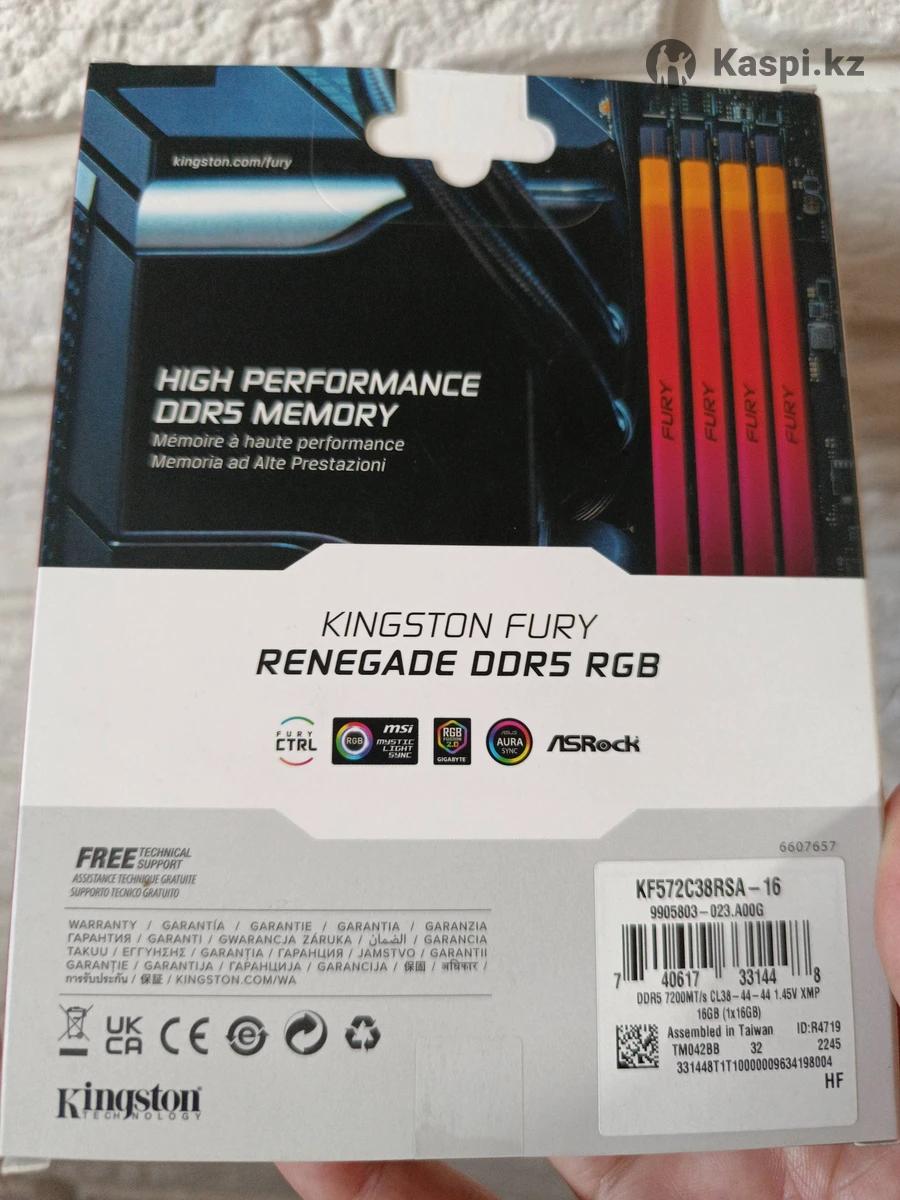 Kaspi.kz
kingston.com/fury
HIGH PERFORMANCE
DDR5 MEMORY
Mémoire à haute performance
Memoria ad Alte Prestazioni
FURY
FURY
FURY
FURY
KINGSTON FURY
RENEGADE DDR5 RGB
FURY
CTRL
RGB
msi
MYSTIC
LIGHT
SYNC
RGB
FUSION
2.0
GIGABYTE
ASUS
AURA
SYNC
ASRock
6607657
FREE TECHNICAL
SUPPORT
ASSISTANCE TECHNIQUE GRATUITE
SUPPORTO TECNICO GRATUITO
WARRANTY / GARANTÍA / GARANTIE / GARANTIA / GARANZIA
ГАРАНТИЯ / GARANTI / GWARANCJA ZÁRUKA / الضمان / GARANCIA
TAKUU / ΕΓΓΥΗΣΗΣ / GARANȚIA / ГАРАНЦИЯ / JAMSTVO / GARANTII
GARANTIE / GARANTIJA / ГАРАНЦИЈА / GARANCIJA / 保固 / अधिकार /
การรับประกัน / 保証 / KINGSTON.COM/WA
UK
CA
CE
Kingston
TECHNOLOGY
KF572C38RSA-16
9905803-023.A00G
7 40617 33144 8
DDR5 7200MT/s CL38-44-44 1.45V XMP
16GB (1x16GB)
Assembled in Taiwan ID:R4719
TM042BB 32 2245
331448T1T10000009634198004
HF